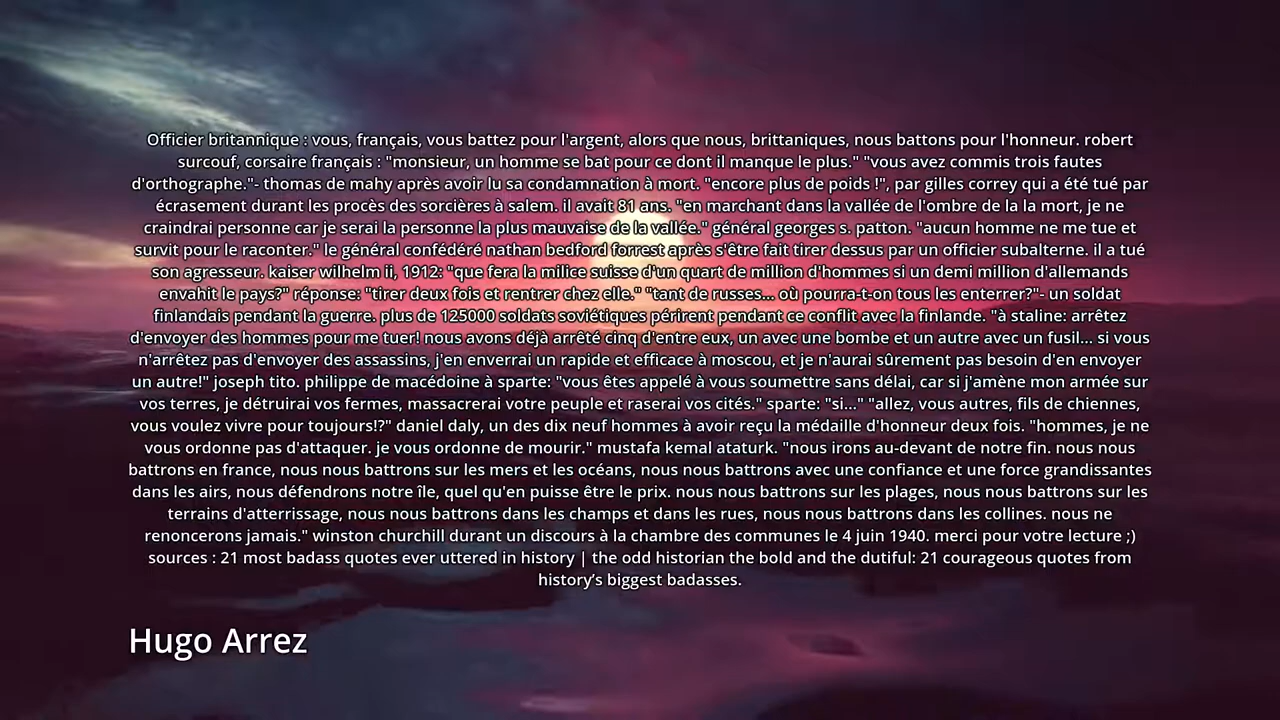 Officier britannique : vous, français, vous battez pour l'argent, alors que nous, brittaniques, nous battons pour l'honneur. robert
surcouf, corsaire français : "monsieur, un homme se bat pour ce dont il manque le plus." "vous avez commis trois fautes
d'orthographe."- thomas de mahy après avoir lu sa condamnation à mort. "encore plus de poids !", par gilles correy qui a été tué par
écrasement durant les procès des sorcières à salem. il avait 81 ans. "en marchant dans la vallée de l'ombre de la la mort, je ne
craindrai personne car je serai la personne la plus mauvaise de la vallée." général georges s. patton. "aucun homme ne me tue et
survit pour le raconter." le général confédéré nathan bedford forrest après s'être fait tirer dessus par un officier subalterne. il a tué
son agresseur. kaiser wilhelm ii, 1912: "que fera la milice suisse d'un quart de million d'hommes si un demi million d'allemands
envahit le pays?" réponse: "tirer deux fois et rentrer chez elle." "tant de russes... où pourra-t-on tous les enterrer?"- un soldat
finlandais pendant la guerre. plus de 125000 soldats soviétiques périrent pendant ce conflit avec la finlande. "à staline: arrêtez
d'envoyer des hommes pour me tuer! nous avons déjà arrêté cinq d'entre eux, un avec une bombe et un autre avec un fusil... si vous
n'arrêtez pas d'envoyer des assassins, j'en enverrai un rapide et efficace à moscou, et je n'aurai sûrement pas besoin d'en envoyer
un autre!" joseph tito. philippe de macédoine à sparte: "vous êtes appelé à vous soumettre sans délai, car si j'amène mon armée sur
vos terres, je détruirai vos fermes, massacrerai votre peuple et raserai vos cités." sparte: "si..." "allez, vous autres, fils de chiennes,
vous voulez vivre pour toujours!?" daniel daly, un des dix neuf hommes à avoir reçu la médaille d'honneur deux fois. "hommes, je ne
vous ordonne pas d'attaquer. je vous ordonne de mourir." mustafa kemal ataturk. "nous irons au-devant de notre fin. nous nous
battrons en france, nous nous battrons sur les mers et les océans, nous nous battrons avec une confiance et une force grandissantes
dans les airs, nous défendrons notre île, quel qu'en puisse être le prix. nous nous battrons sur les plages, nous nous battrons sur les
terrains d'atterrissage, nous nous battrons dans les champs et dans les rues, nous nous battrons dans les collines. nous ne
renoncerons jamais." winston churchill durant un discours à la chambre des communes le 4 juin 1940. merci pour votre lecture ;)
sources : 21 most badass quotes ever uttered in history | the odd historian the bold and the dutiful: 21 courageous quotes from
history’s biggest badasses.
Hugo Arrez